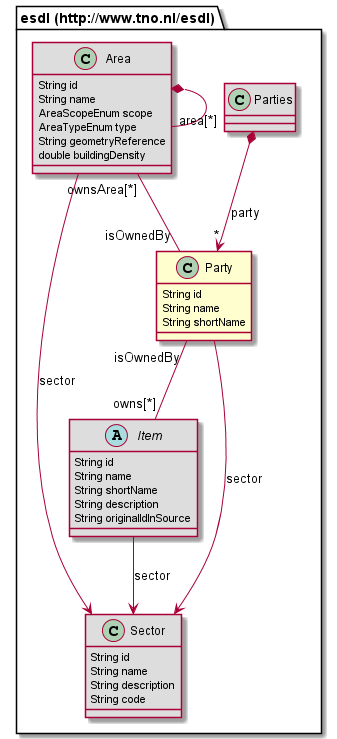 esdl (http://www.tno.nl/esdl)
C Area
String id
String name
AreaScopeEnum scope
AreaTypeEnum type
String geometryReference
double buildingDensity
area[*]
C Parties
ownsArea[*]
party
isOwnedBy
*
C Party
String id
String name
String shortName
isOwnedBy
sector
owns[*]
A Item
String id
String name
String shortName
String description
String originalIdInSource
sector
sector
C Sector
String id
String name
String description
String code